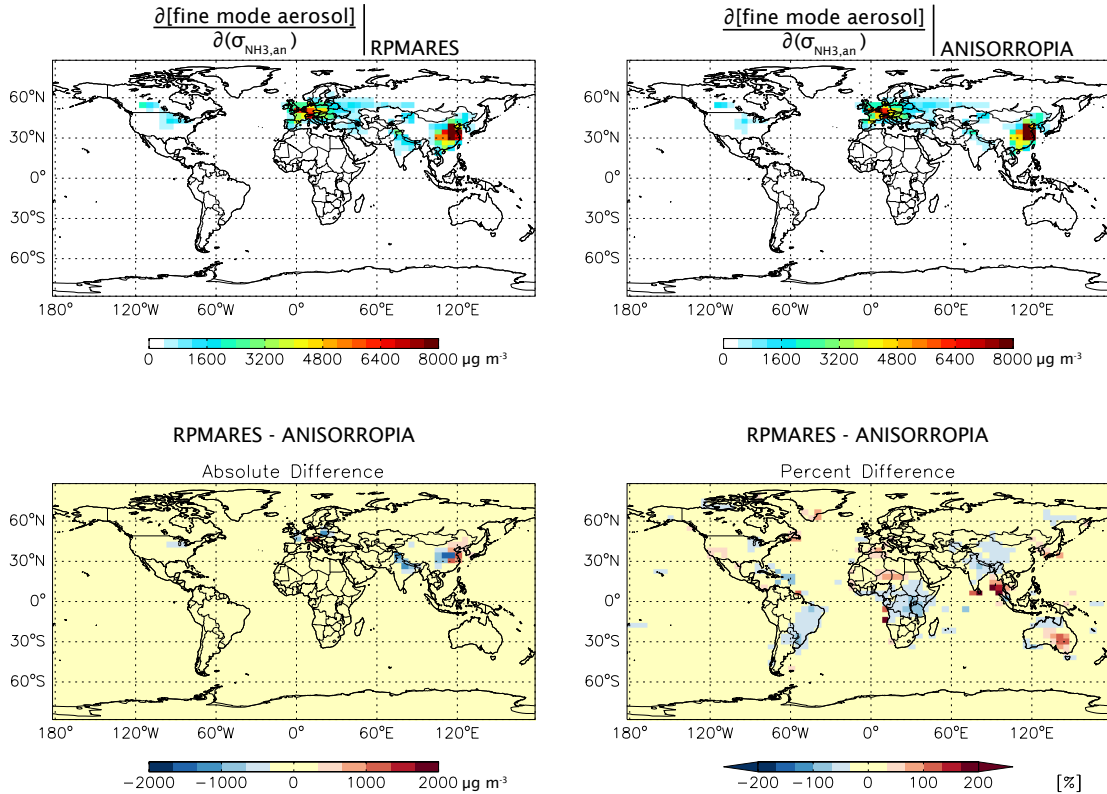 ∂[fine mode aerosol]
∂(σNH3,an)
RPMARES
∂[fine mode aerosol]
∂(σNH3,an)
ANISORROPIA
60°N
30°N
0°
30°S
60°S
180°
120°W
60°W
0°
60°E
120°E
0 1600 3200 4800 6400 8000 μg m-3
60°N
30°N
0°
30°S
60°S
180°
120°W
60°W
0°
60°E
120°E
0 1600 3200 4800 6400 8000 μg m-3
RPMARES - ANISORROPIA
Absolute Difference
60°N
30°N
0°
30°S
60°S
180°
120°W
60°W
0°
60°E
120°E
−2000 −1000 0 1000 2000 μg m-3
RPMARES - ANISORROPIA
Percent Difference
60°N
30°N
0°
30°S
60°S
180°
120°W
60°W
0°
60°E
120°E
−200 −100 0 100 200 [%]